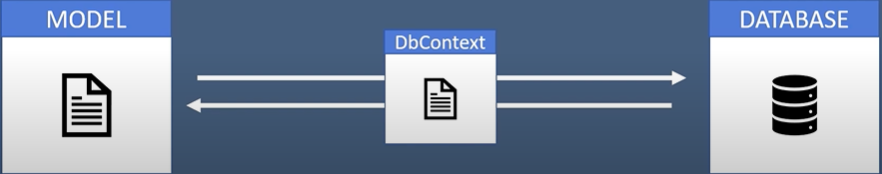 MODEL
DbContext
DATABASE